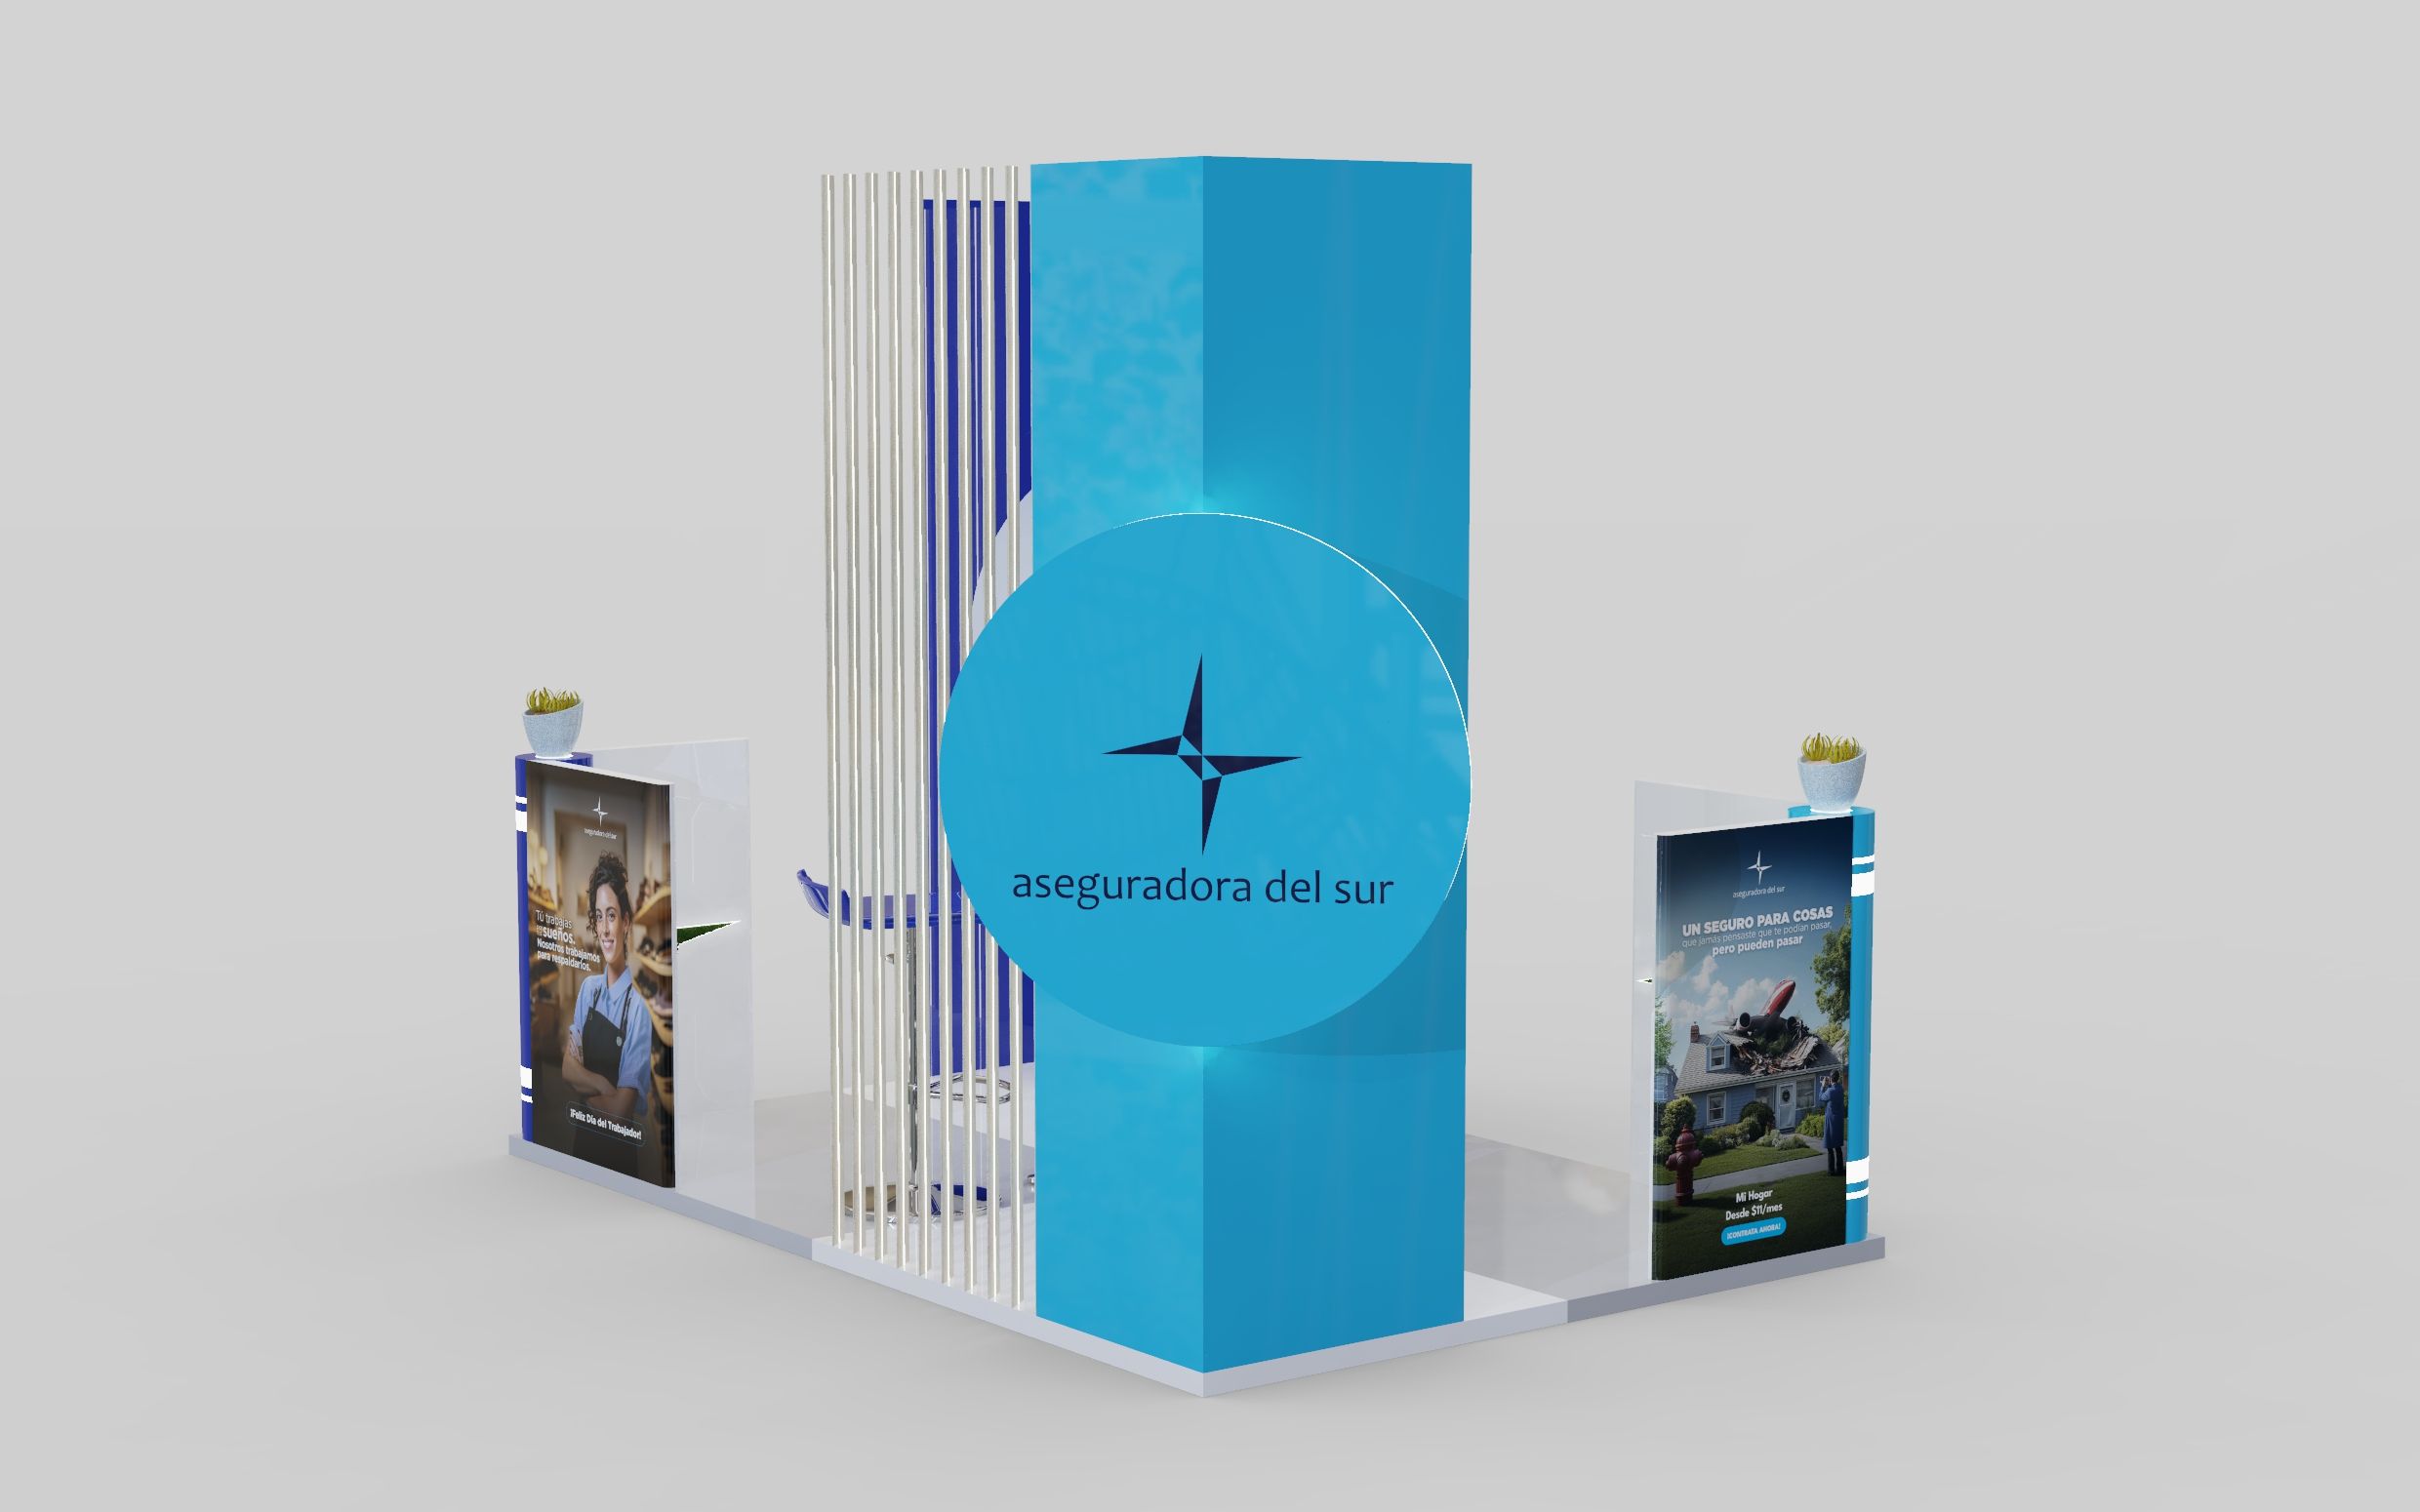 aseguradora del sur
aseguradora del sur
Tú trabajas
sueños.
Nosotros trabajamos
para respaldarlos.
¡Feliz Día del Trabajador!
aseguradora del sur
UN SEGURO PARA COSAS
que jamás pensaste que te podían pasar,
pero pueden pasar
Mi Hogar
Desde $11/mes
¡CONTRATA AHORA!